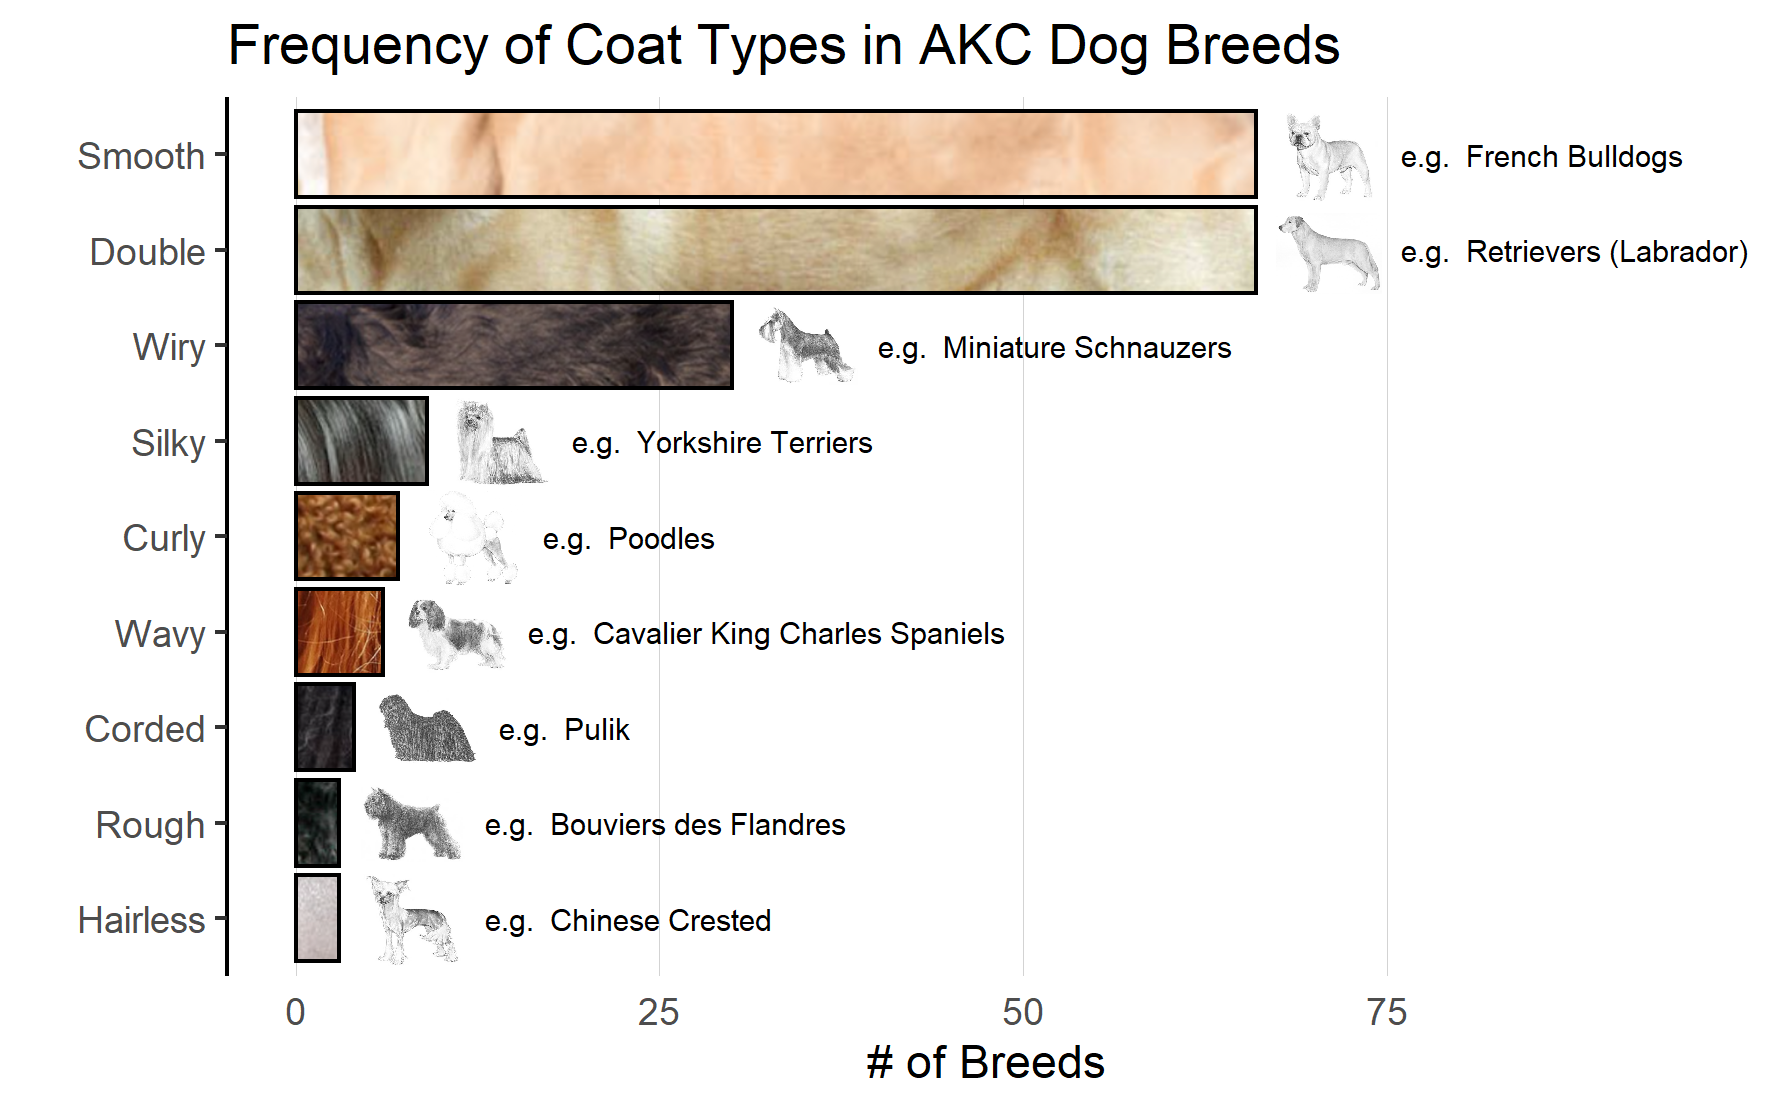 Frequency of Coat Types in AKC Dog Breeds
Smooth
e.g.  French Bulldogs
Double
e.g.  Retrievers (Labrador)
Wiry
e.g.  Miniature Schnauzers
Silky
e.g.  Yorkshire Terriers
Curly
e.g.  Poodles
Wavy
e.g.  Cavalier King Charles Spaniels
Corded
e.g.  Pulik
Rough
e.g.  Bouviers des Flandres
Hairless
e.g.  Chinese Crested
0 25 50 75
# of Breeds